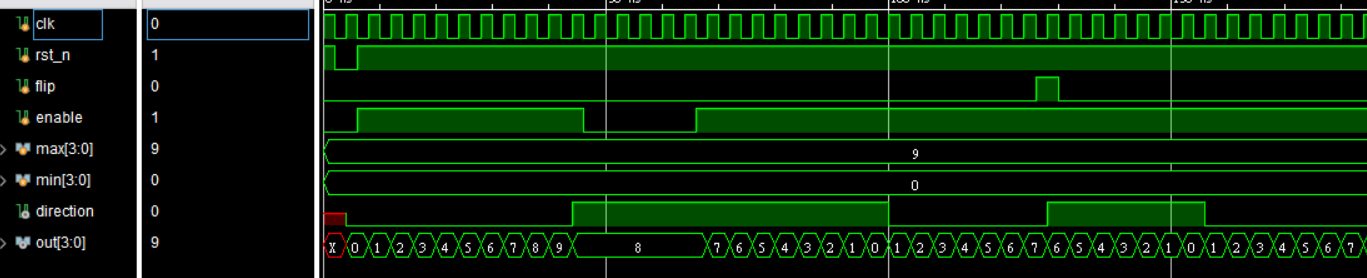 clk 0
rst_n 1
flip 0
enable 1
max[3:0] 9 9
min[3:0] 0 0
direction 0
out[3:0] 9 X 0 1 2 3 4 5 6 7 8 9 8 7 6 5 4 3 2 1 0 1 2 3 4 5 6 7 6 5 4 3 2 1 0 1 2 3 4 5 6 7